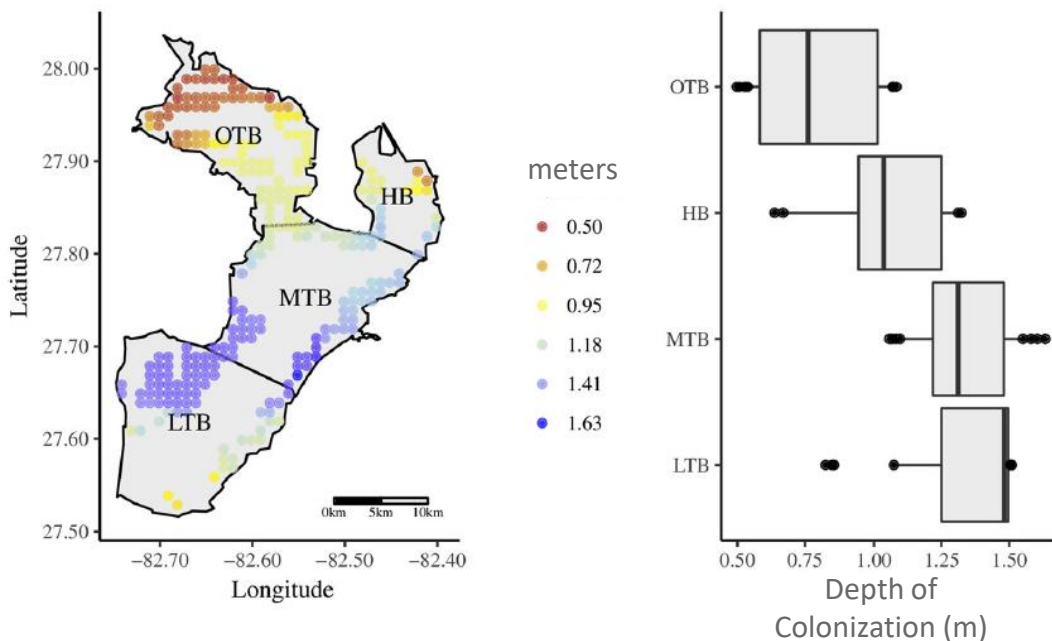 28.00
27.90
27.80
27.70
27.60
27.50
Latitude
−82.70
−82.60
−82.50
−82.40
Longitude
OTB
HB
MTB
LTB
0km
5km
10km
meters
0.50
0.72
0.95
1.18
1.41
1.63
OTB
HB
MTB
LTB
0.50
0.75
1.00
1.25
1.50
Depth of
Colonization (m)